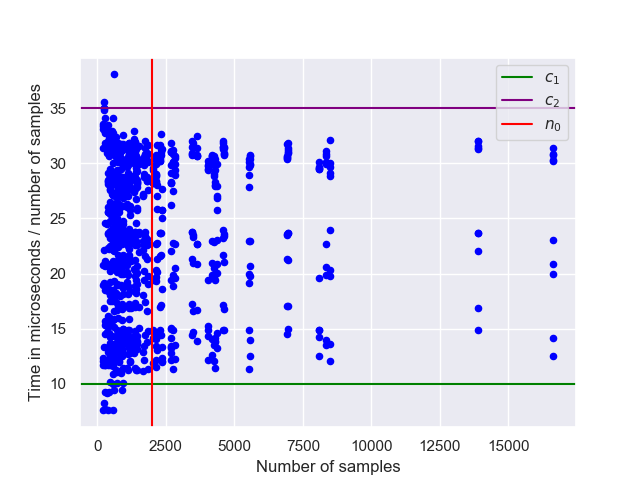 c₁
c₂
n₀
35
30
25
20
15
10
Time in microseconds / number of samples
0
2500
5000
7500
10000
12500
15000
Number of samples